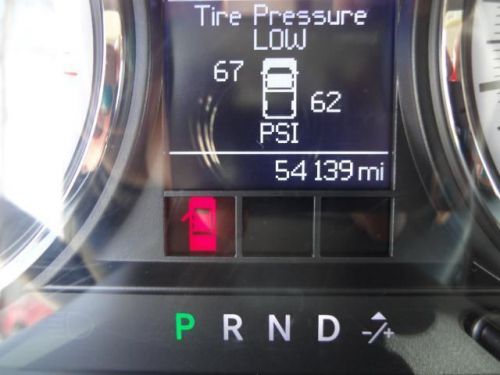 Tire Pressure
LOW
67
62
PSI
54139 mi
P R N D -/+